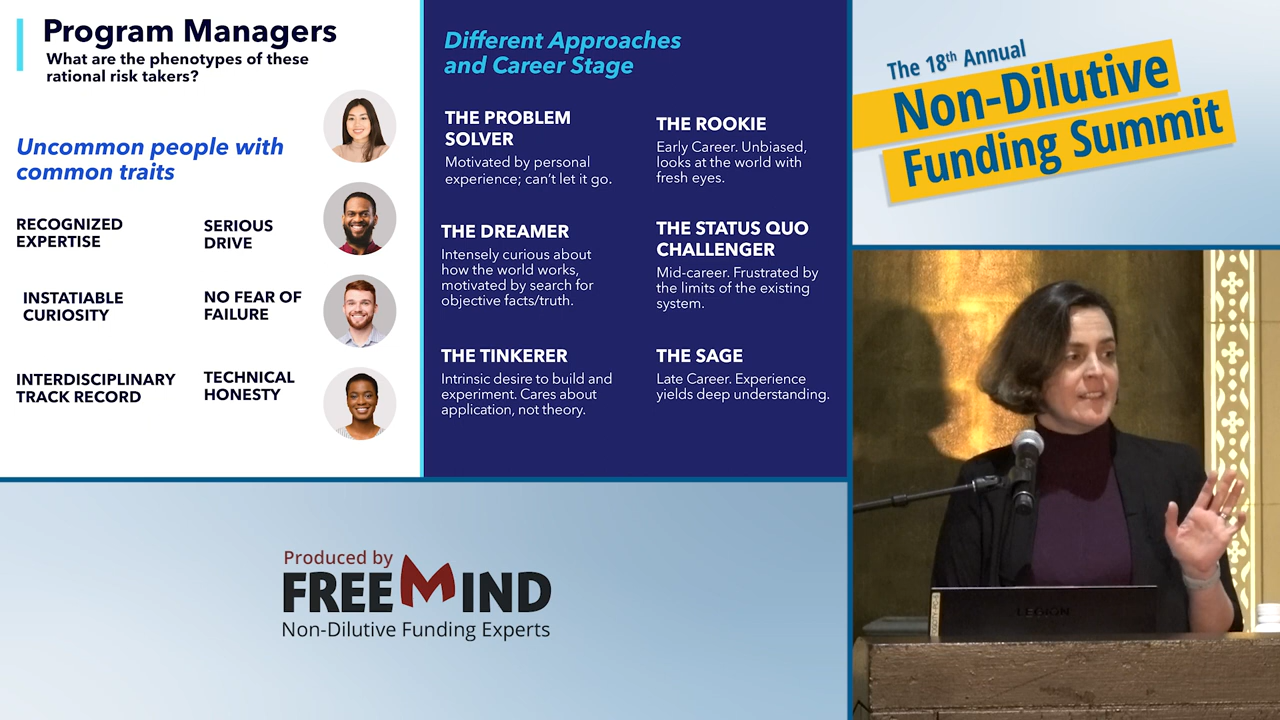 Program Managers
What are the phenotypes of these
rational risk takers?
Uncommon people with
common traits
RECOGNIZED
EXPERTISE
SERIOUS
DRIVE
INSTATIABLE
CURIOSITY
NO FEAR OF
FAILURE
INTERDISCIPLINARY
TRACK RECORD
TECHNICAL
HONESTY
Different Approaches
and Career Stage
THE PROBLEM
SOLVER
Motivated by personal
experience; can't let it go.
THE ROOKIE
Early Career. Unbiased,
looks at the world with
fresh eyes.
THE DREAMER
Intensely curious about
how the world works,
motivated by search for
objective facts/truth.
THE STATUS QUO
CHALLENGER
Mid-career. Frustrated by
the limits of the existing
system.
THE TINKERER
Intrinsic desire to build and
experiment. Cares about
application, not theory.
THE SAGE
Late Career. Experience
yields deep understanding.
The 18th Annual
Non-Dilutive
Funding Summit
LEGION
Produced by
FREEMIND
Non-Dilutive Funding Experts